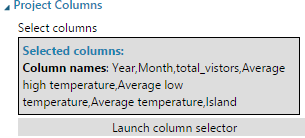 Project Columns
Select columns
Selected columns:
Column names: Year,Month,total_vistors,Average
high temperature,Average low
temperature,Average temperature,Island
Launch column selector